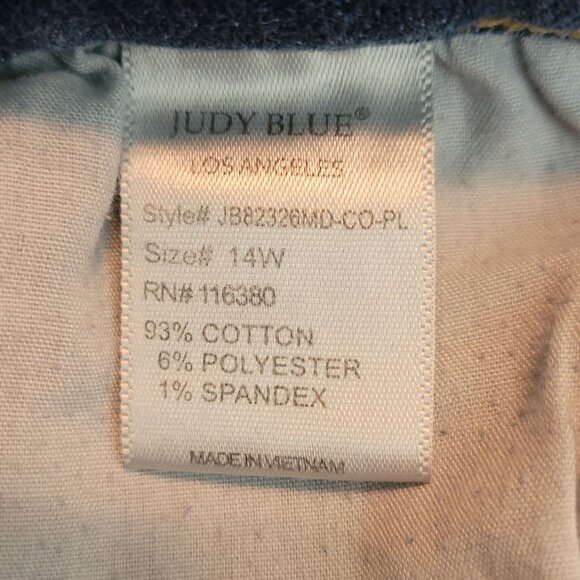 JUDY BLUE®
LOS ANGELES
Style# JB82326MD-CO-PL
Size# 14W
RN# 116380
93% COTTON
6% POLYESTER
1% SPANDEX
MADE IN VIETNAM